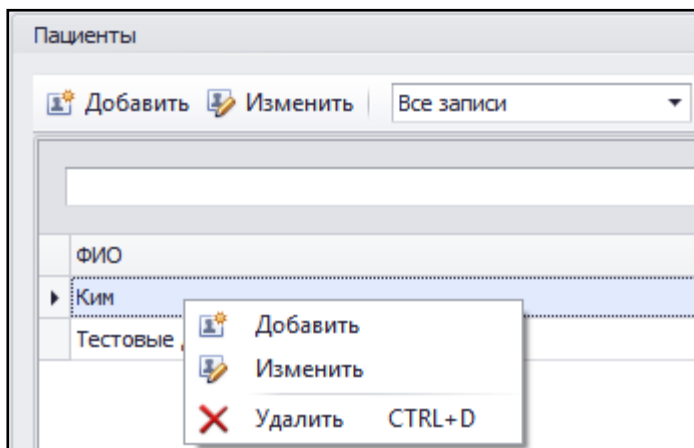 Пациенты
Добавить Изменить Все записи
ФИО
Ким
Тестовые
Добавить
Изменить
Удалить CTRL+D